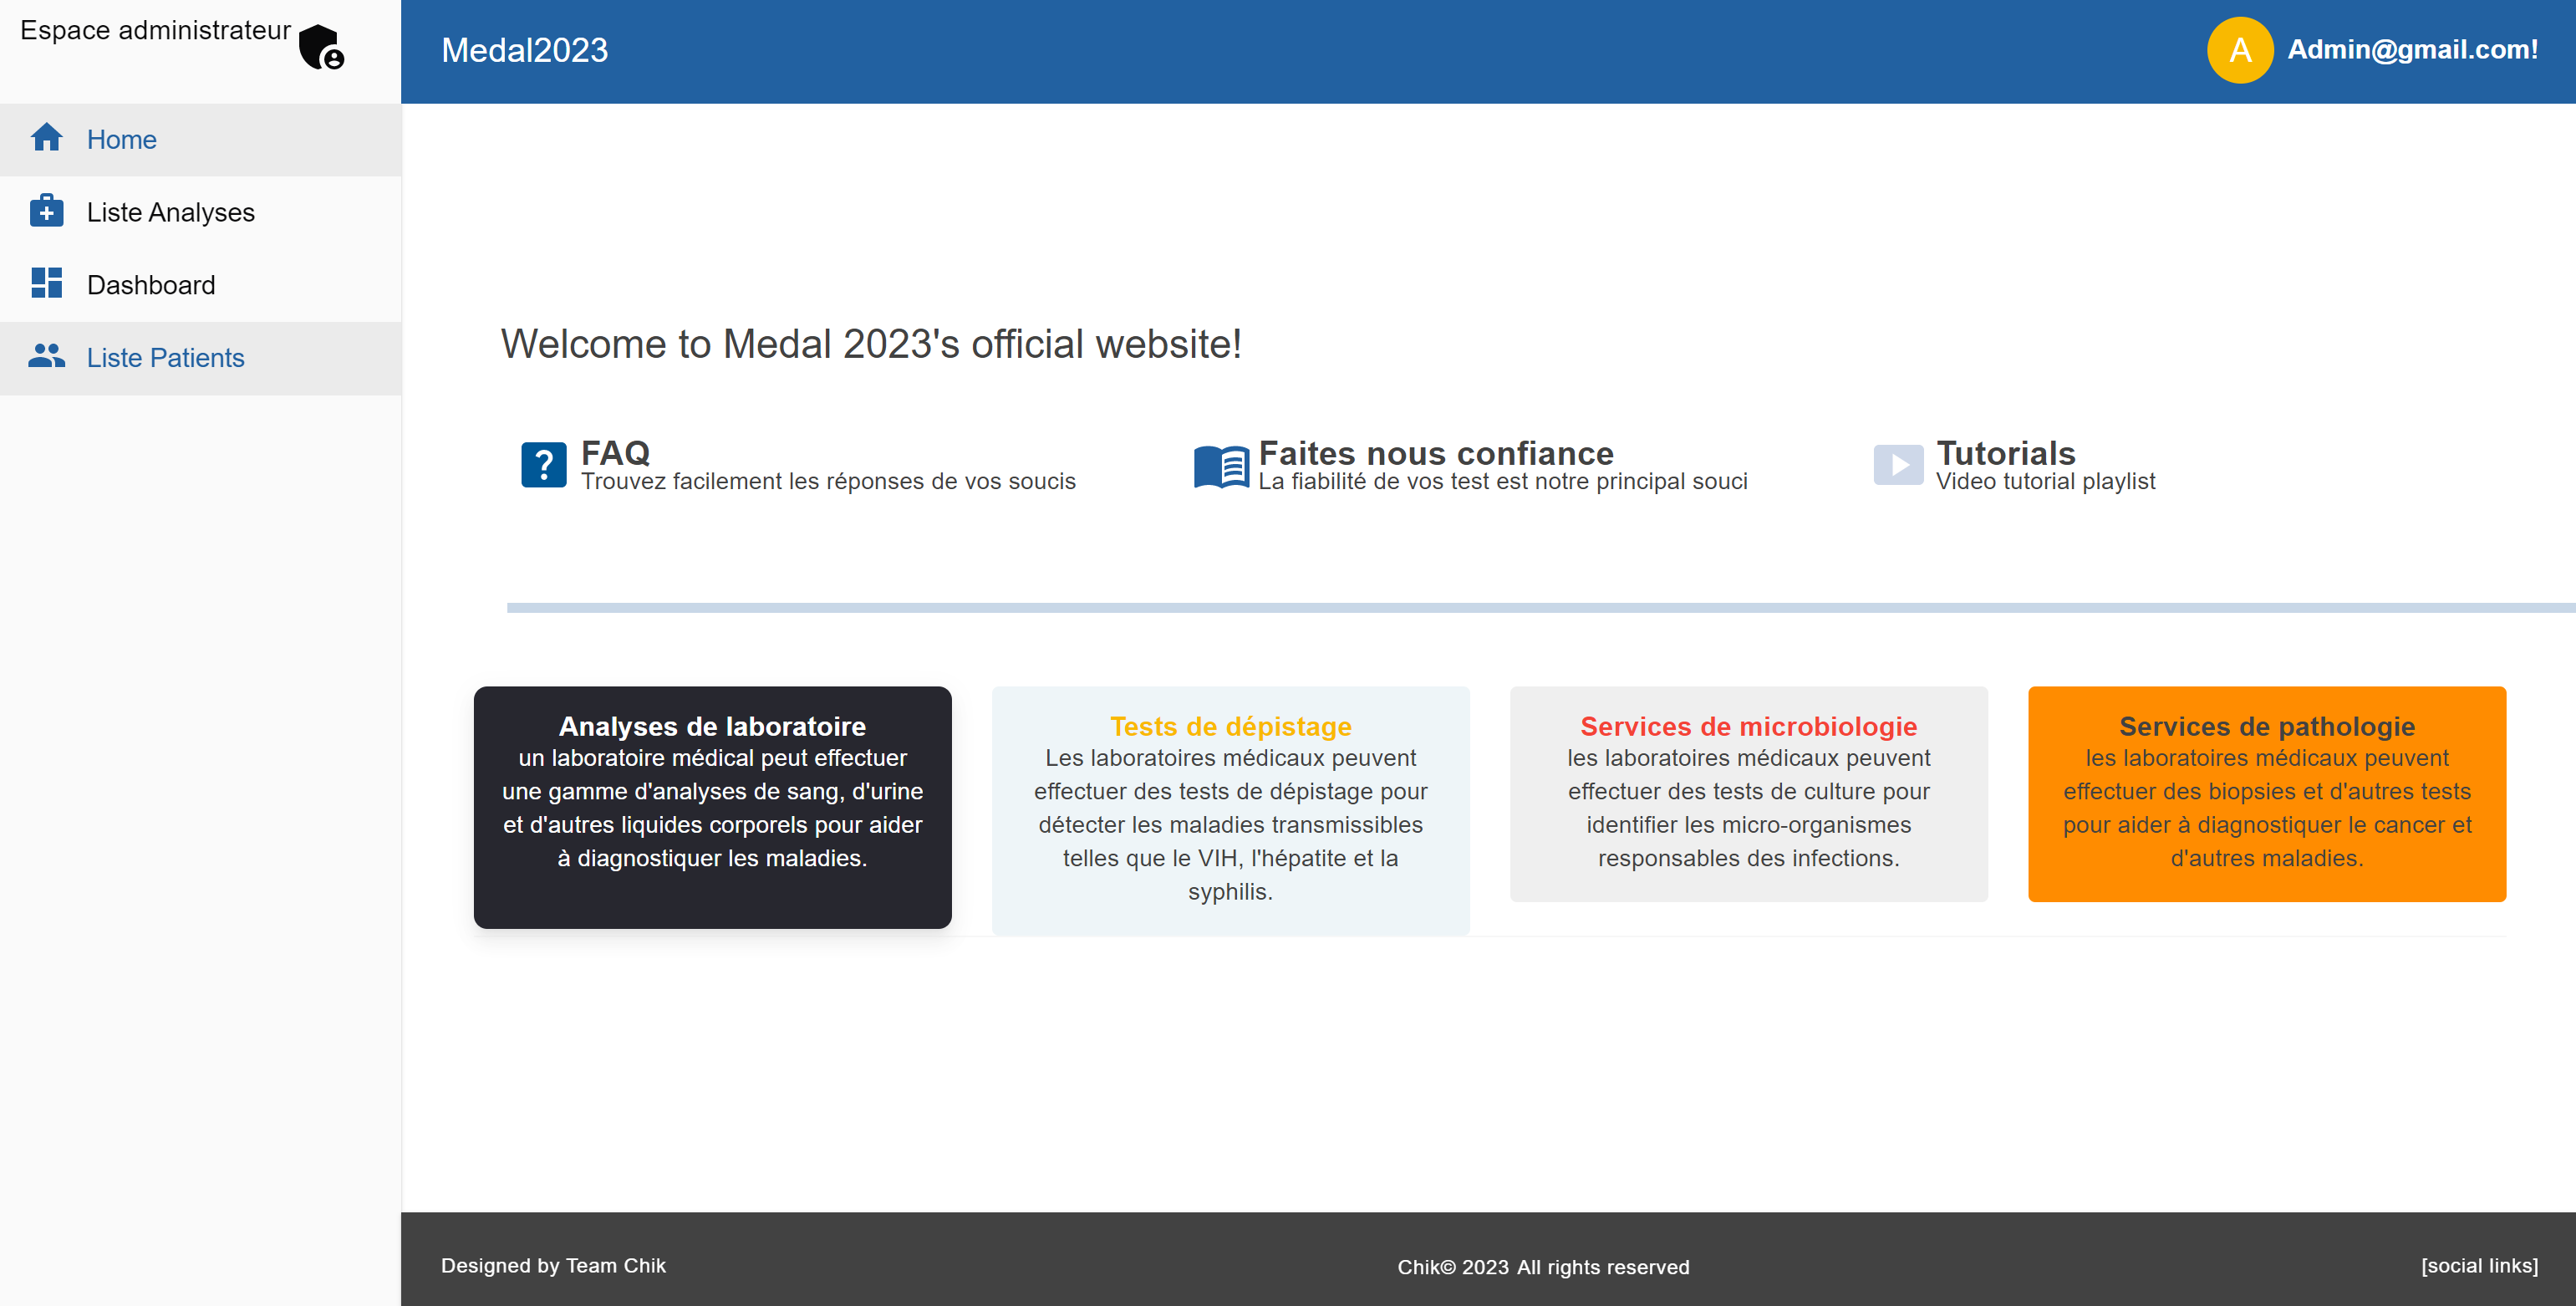 Espace administrateur
Medal2023
A
Admin@gmail.com!
Home
Liste Analyses
Dashboard
Liste Patients
Welcome to Medal 2023's official website!
FAQ
Trouvez facilement les réponses de vos soucis
Faites nous confiance
La fiabilité de vos test est notre principal souci
Tutorials
Video tutorial playlist
Analyses de laboratoire
un laboratoire médical peut effectuer
une gamme d'analyses de sang, d'urine
et d'autres liquides corporels pour aider
à diagnostiquer les maladies.
Tests de dépistage
Les laboratoires médicaux peuvent
effectuer des tests de dépistage pour
détecter les maladies transmissibles
telles que le VIH, l'hépatite et la
syphilis.
Services de microbiologie
les laboratoires médicaux peuvent
effectuer des tests de culture pour
identifier les micro-organismes
responsables des infections.
Services de pathologie
les laboratoires médicaux peuvent
effectuer des biopsies et d'autres tests
pour aider à diagnostiquer le cancer et
d'autres maladies.
Designed by Team Chik
Chik© 2023 All rights reserved
[social links]